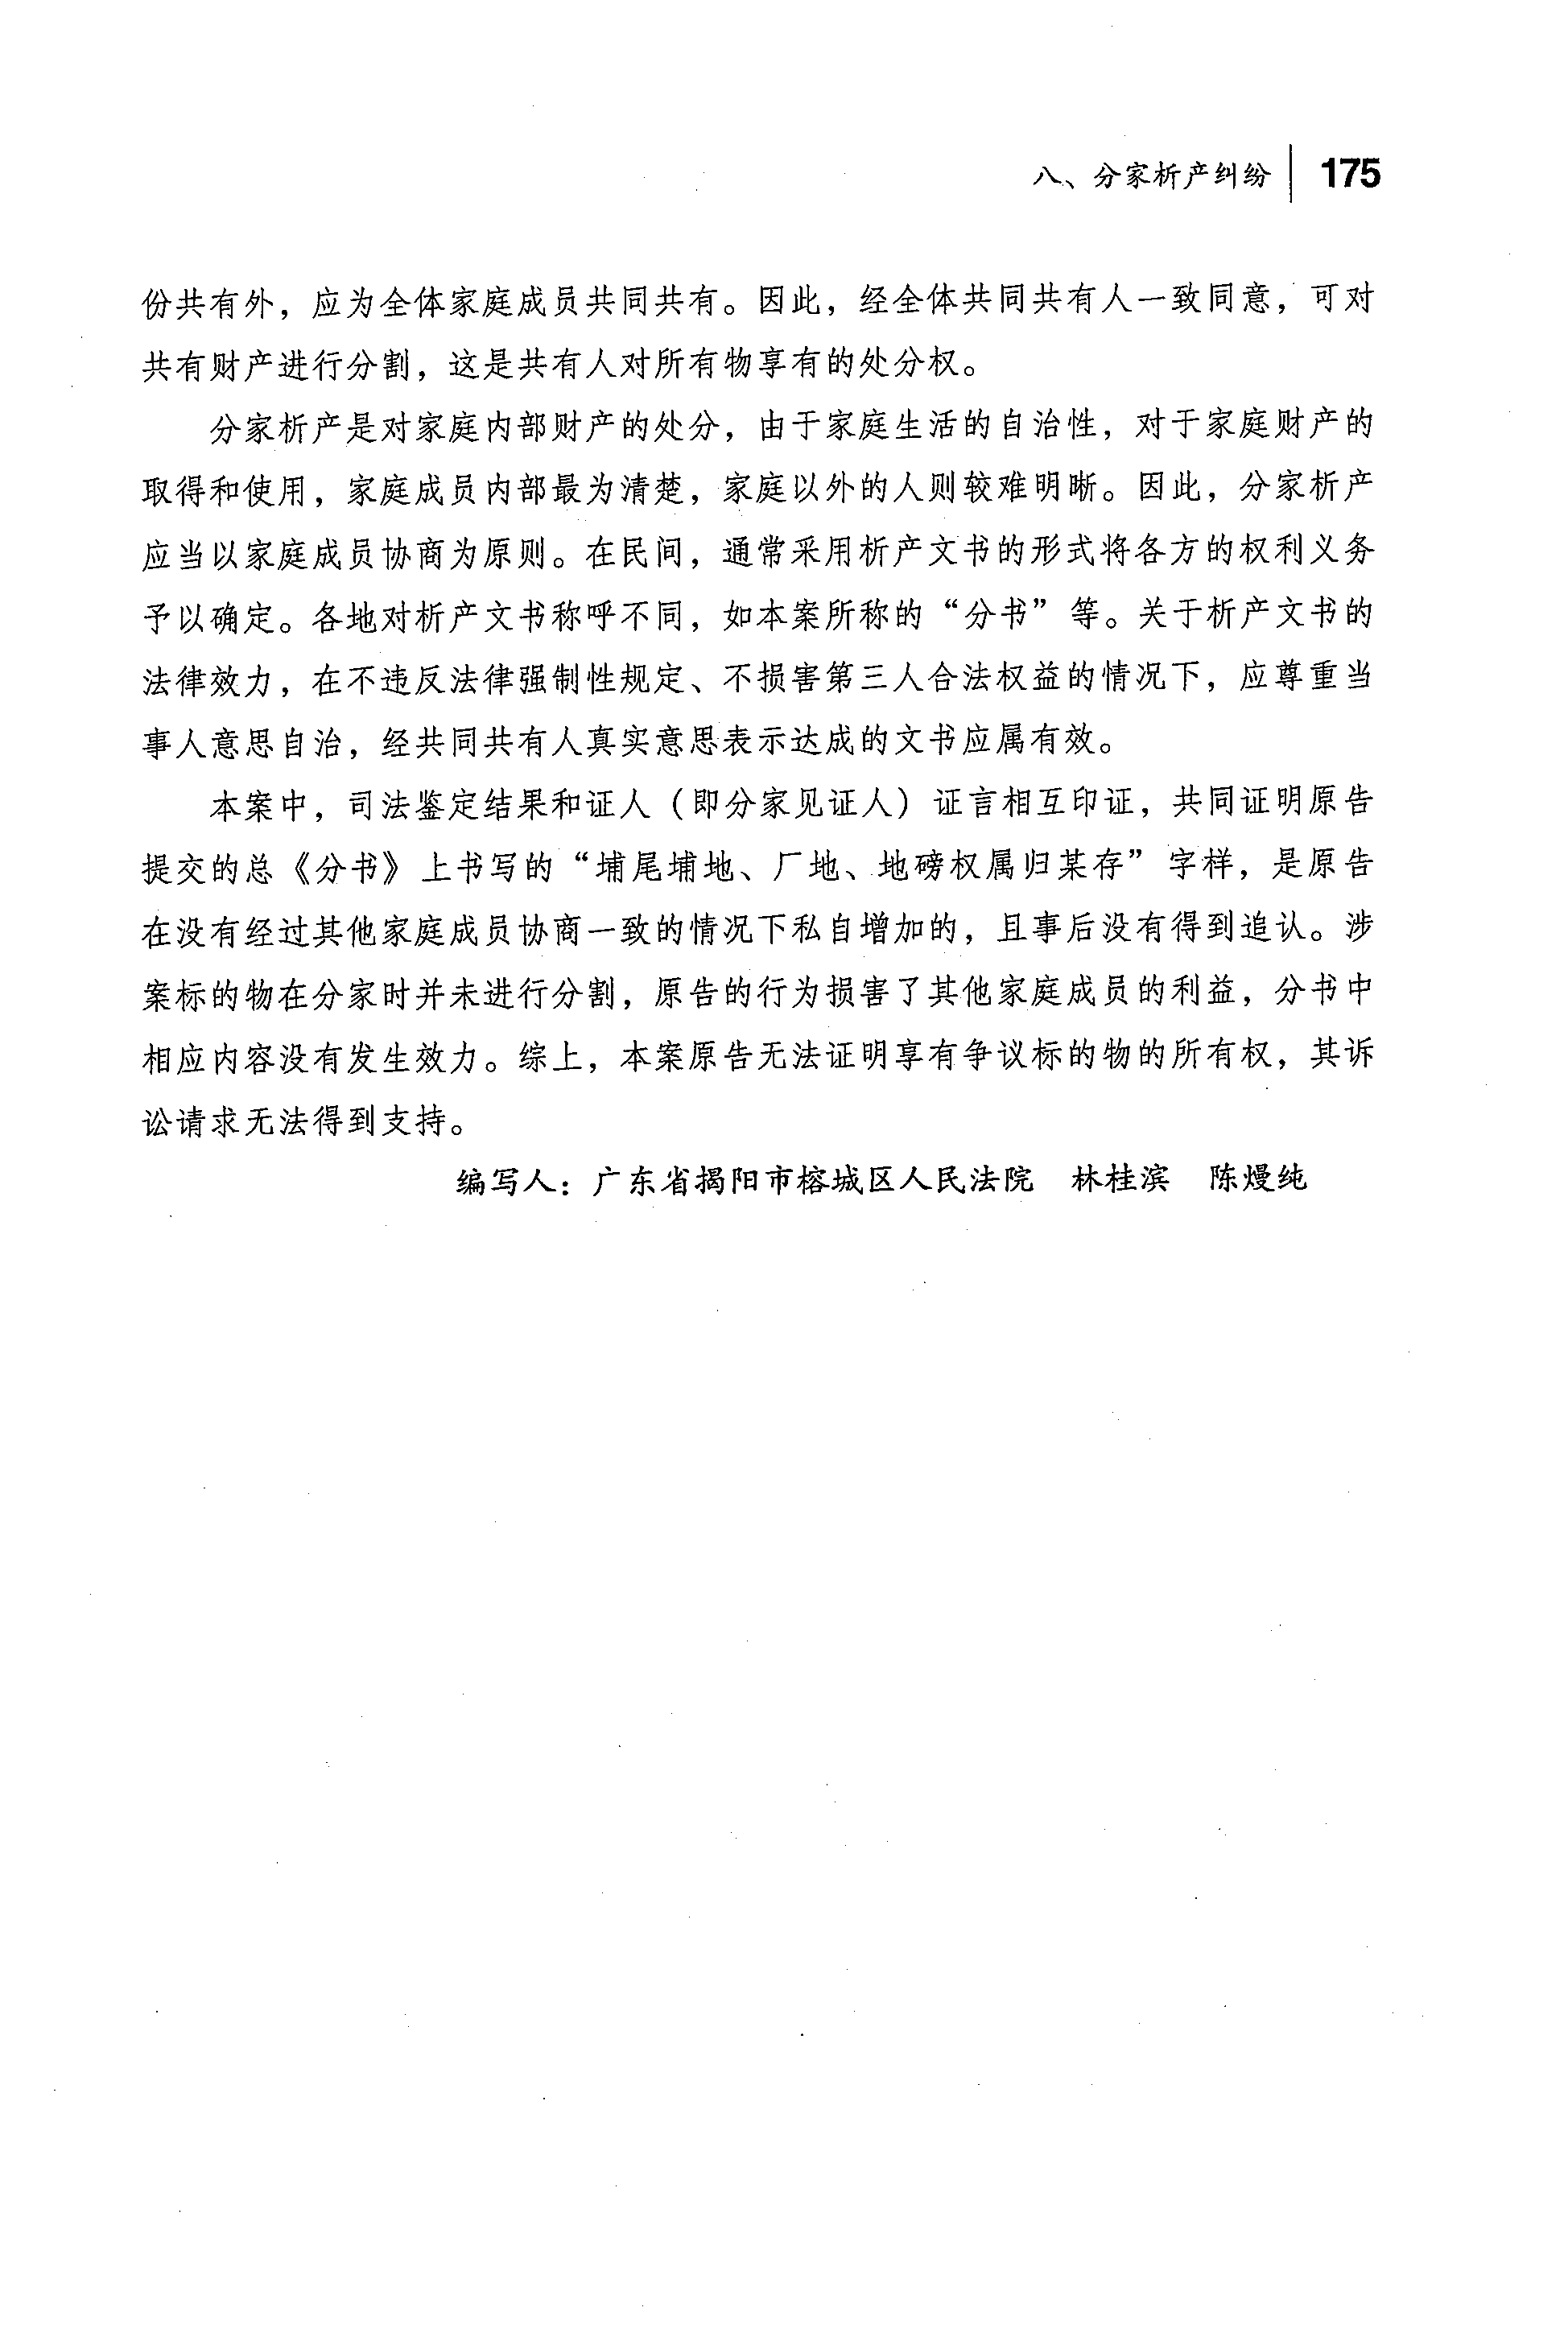 八、分家析产纠纷 175
份共有外，应为全体家庭成员共同共有。因此，经全体共同共有人一致同意，可对
共有财产进行分割，这是共有人对所有物享有的处分权。
分家析产是对家庭内部财产的处分，由于家庭生活的自治性，对于家庭财产的
取得和使用，家庭成员内部最为清楚，家庭以外的人则较难明晰。因此，分家析产
应当以家庭成员协商为原则。在民间，通常采用析产文书的形式将各方的权利义务
予以确定。各地对析产文书称呼不同，如本案所称的“分书”等。关于析产文书的
法律效力，在不违反法律强制性规定、不损害第三人合法权益的情况下，应尊重当
事人意思自治，经共同共有人真实意思表示达成的文书应属有效。
本案中，司法鉴定结果和证人（即分家见证人）证言相互印证，共同证明原告
提交的总《分书》上书写的“埔尾埔地、厂地、地磅权属归某存”字样，是原告
在没有经过其他家庭成员协商一致的情况下私自增加的，且事后没有得到追认。涉
案标的物在分家时并未进行分割，原告的行为损害了其他家庭成员的利益，分书中
相应内容没有发生效力。综上，本案原告无法证明享有争议标的物的所有权，其诉
讼请求无法得到支持。
编写人：广东省揭阳市榕城区人民法院 林桂滨 陈熳纯